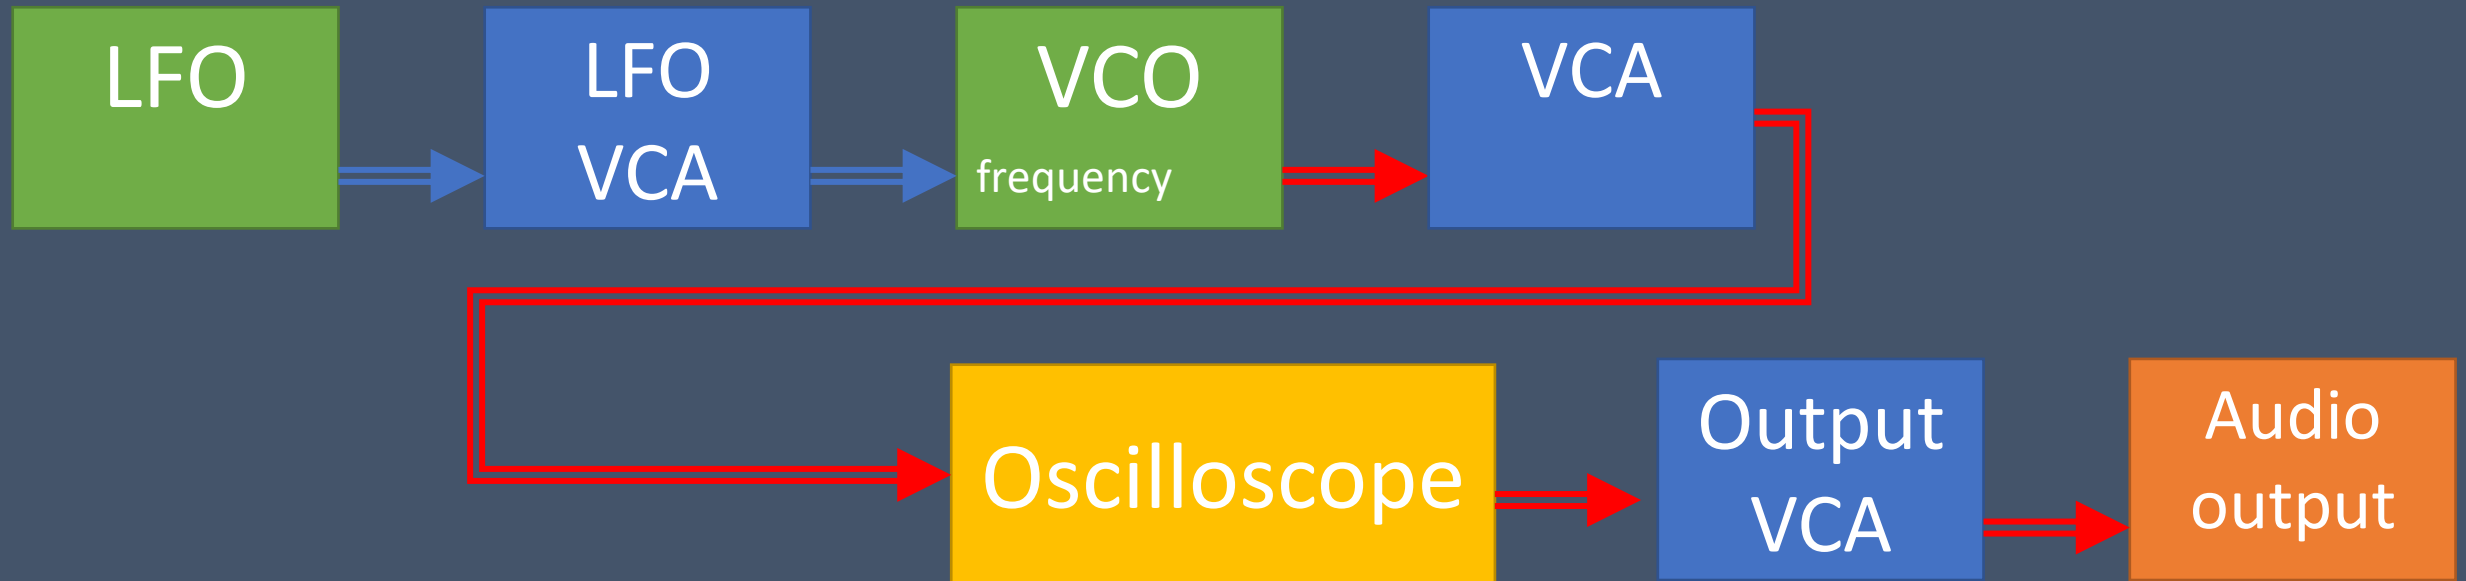 LFO
LFO
VCA
VCO
frequency
VCA
Oscilloscope
Output
VCA
Audio
output